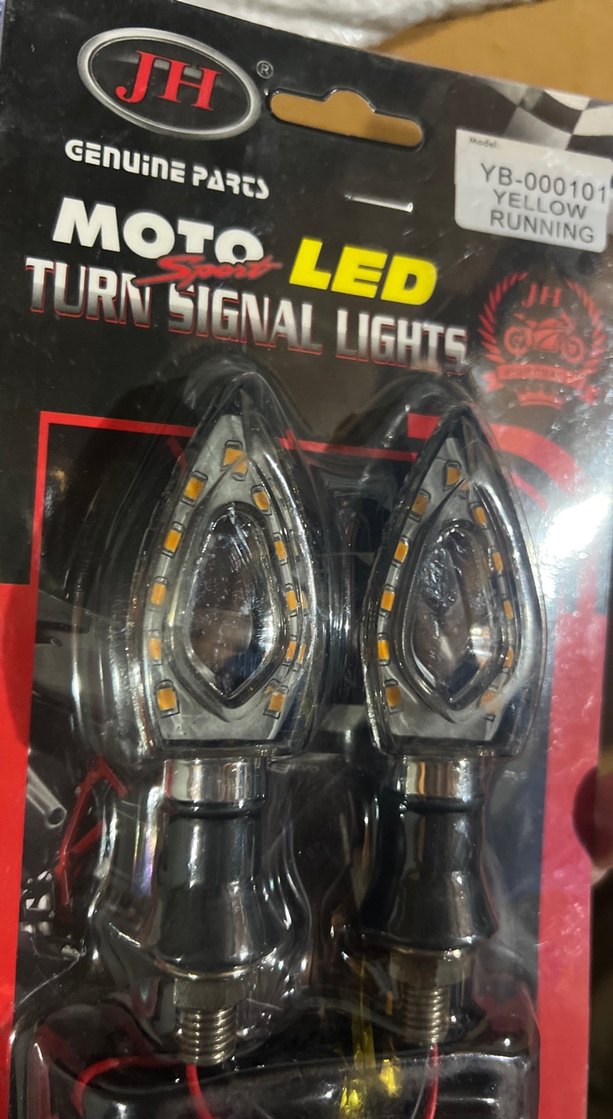 JH
®
GENUINE PARTS
Model:
YB-000101
YELLOW
RUNNING
MOTO
Sport
LED
TURN SIGNAL LIGHTS
JH